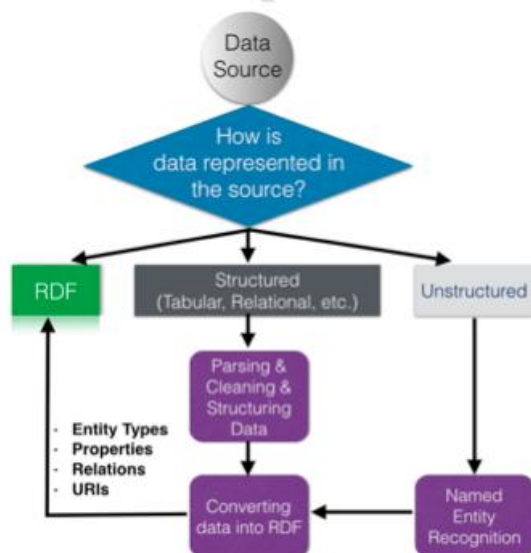 Data
Source
How is
data represented in
the source?
RDF
Structured
(Tabular, Relational, etc.)
Unstructured
Parsing &
Cleaning &
Structuring
Data
- Entity Types
- Properties
- Relations
- URIs
Converting
data into RDF
Named
Entity
Recognition